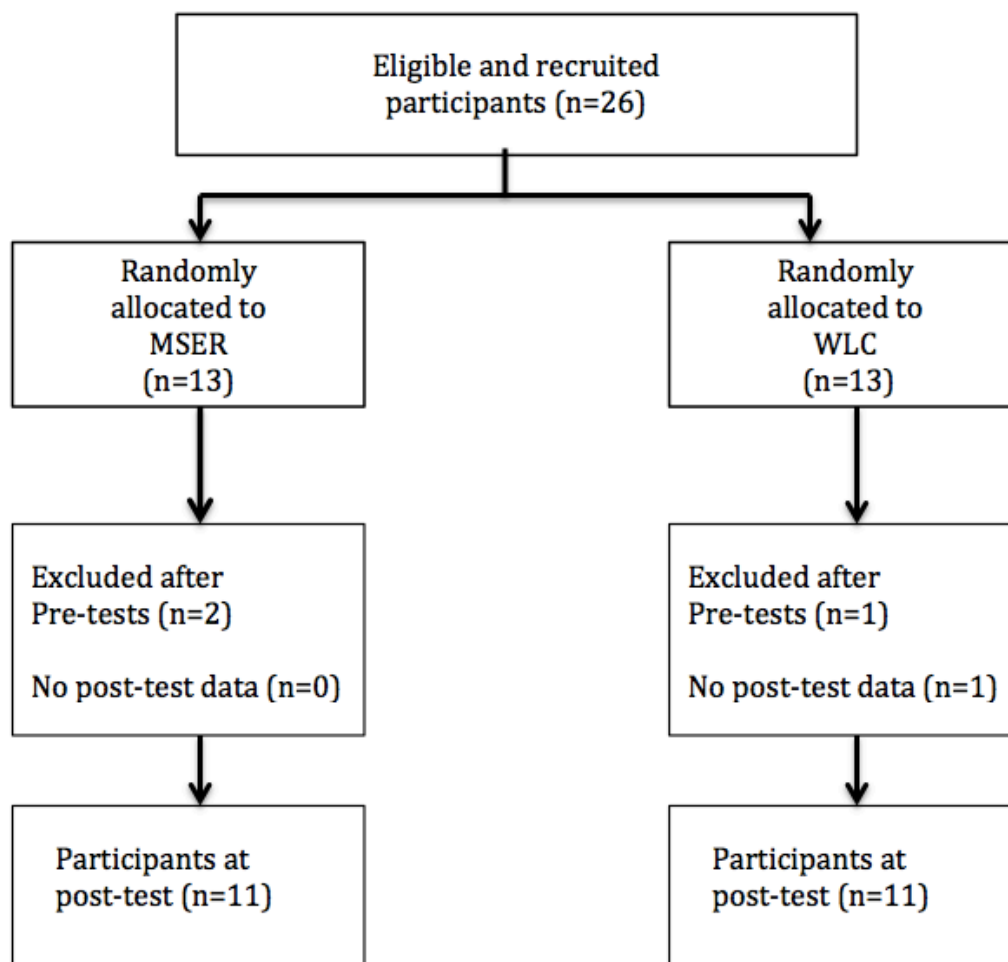 Eligible and recruited
participants (n=26)
Randomly
allocated to
MSER
(n=13)
Randomly
allocated to
WLC
(n=13)
Excluded after
Pre-tests (n=2)
No post-test data (n=0)
Excluded after
Pre-tests (n=1)
No post-test data (n=1)
Participants at
post-test (n=11)
Participants at
post-test (n=11)